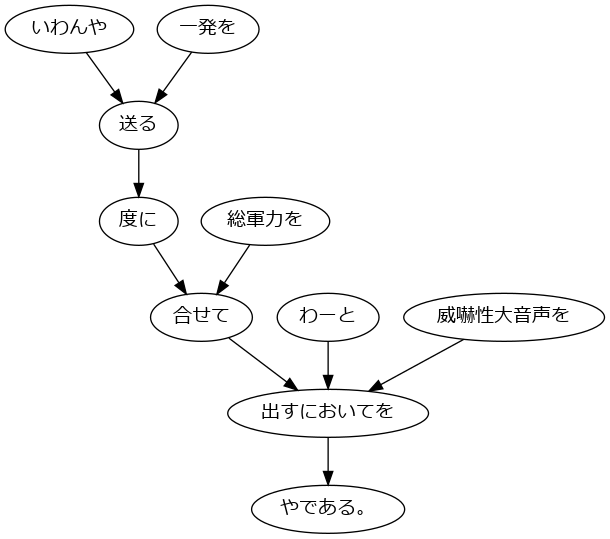 いわんや
一発を
送る
度に
総軍力を
合せて
わーと
威嚇性大音声を
出すにおいてを
やである。